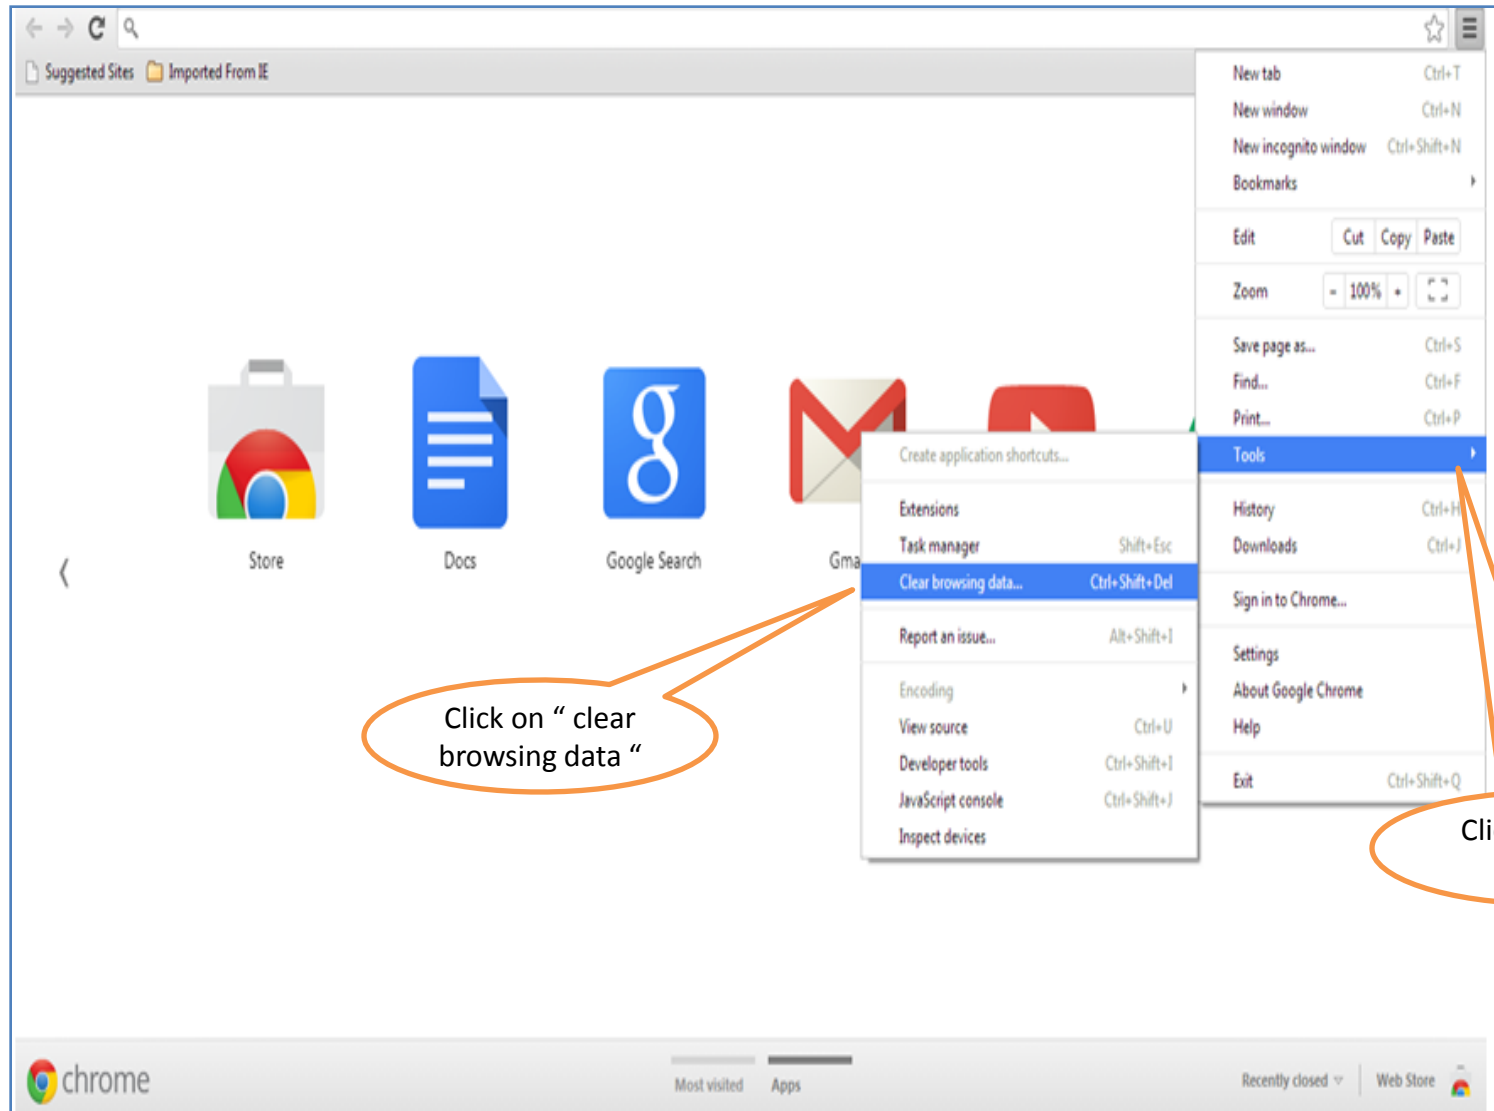 Suggested Sites Imported From IE
New tab Ctrl+T
New window Ctrl+N
New incognito window Ctrl+Shift+N
Bookmarks
Edit Cut Copy Paste
Zoom - 100% +
Save page as... Ctrl+S
Find... Ctrl+F
Print... Ctrl+P
Tools
History Ctrl+H
Downloads Ctrl+J
Sign in to Chrome...
Settings
About Google Chrome
Help
Exit Ctrl+Shift+Q
Create application shortcuts...
Extensions
Task manager Shift+Esc
Clear browsing data... Ctrl+Shift+Del
Report an issue... Alt+Shift+I
Encoding
View source Ctrl+U
Developer tools Ctrl+Shift+I
JavaScript console Ctrl+Shift+J
Inspect devices
Store Docs Google Search Gma
Click on “ clear
browsing data “
Cli
chrome Most visited Apps Recently closed Web Store